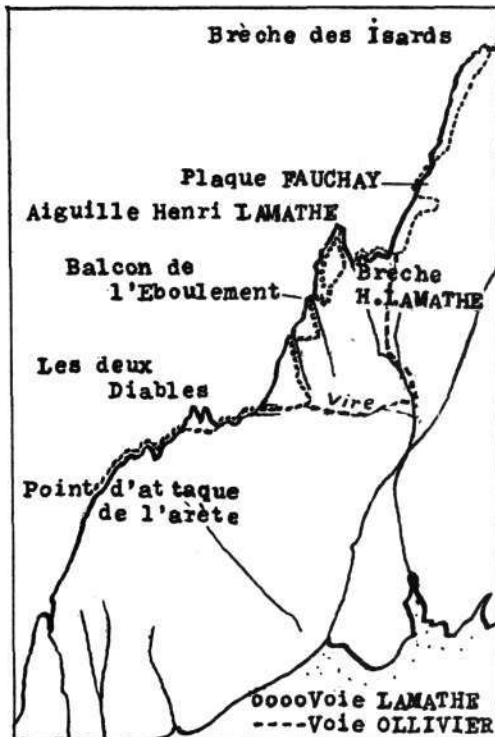 Brèche des Isards
Plaque FAUCHAY
Aiguille Henri LAMATHE
Brèche
H.LAMATHE
Balcon de
l'Eboulement
Les deux
Diables
Vire
Point d'attaque
de l'arète
ooooVoie LAMATHE
----Voie OLLIVIER